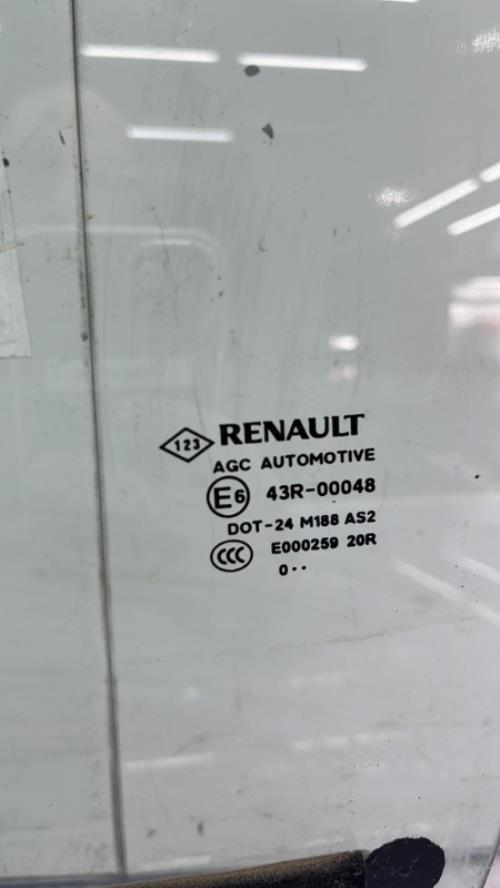 123 RENAULT
AGC AUTOMOTIVE
E6 43R-00048
DOT-24 M188 AS2
CCC E000259 20R
0··